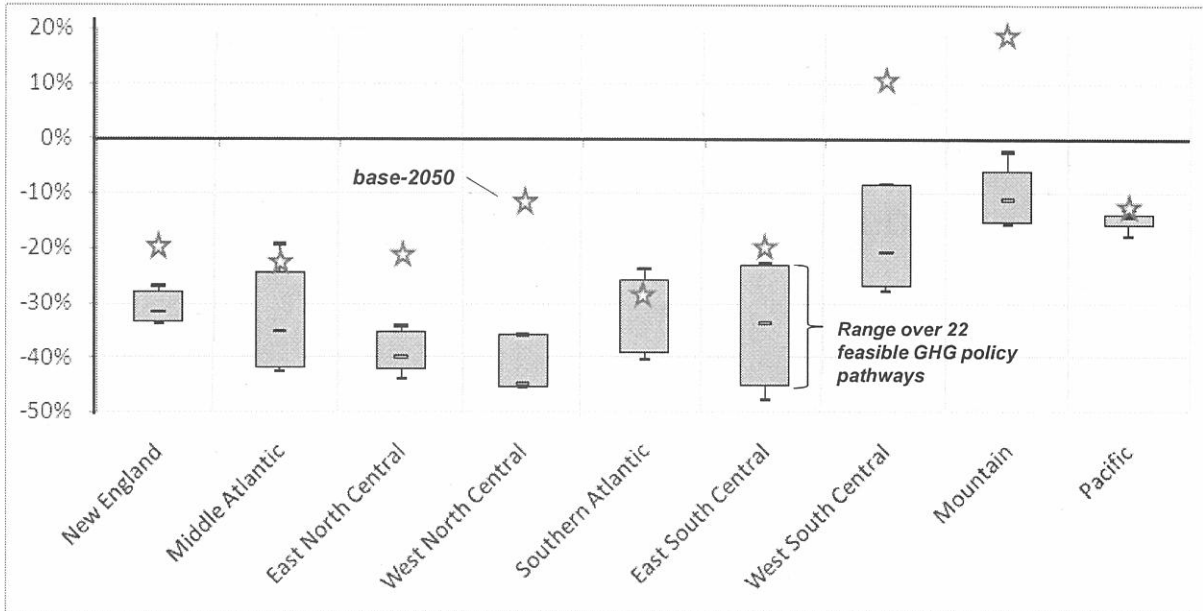 20%
10%
0%
-10%
-20%
-30%
-40%
-50%
base-2050
Range over 22
feasible GHG policy
pathways
New England
Middle Atlantic
East North Central
West North Central
Southern Atlantic
East South Central
West South Central
Mountain
Pacific